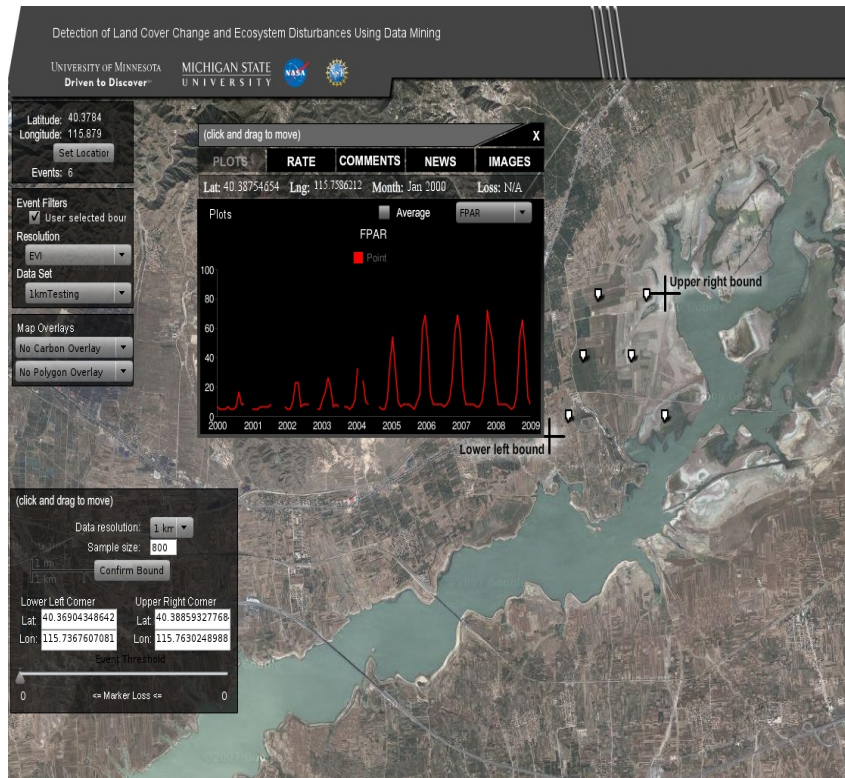 Detection of Land Cover Change and Ecosystem Disturbances Using Data Mining
UNIVERSITY OF MINNESOTA
Driven to Discover
MICHIGAN STATE
UNIVERSITY
NASA
Latitude: 40.3784
Longitude: 115.879
Set Locatior
Events: 6
Event Filters
User selected bour
Resolution
EVI
Data Set
1kmTesting
Map Overlays
No Carbon Overlay
No Polygon Overlay
(click and drag to move) X
PLOTS RATE COMMENTS NEWS IMAGES
Lat: 40.38754654 Lng: 115.7586212 Month: Jan 2000 Loss: N/A
Plots Average FPAR
FPAR
Point
100
80
60
40
20
0
2000 2001 2002 2003 2004 2005 2006 2007 2008 2009
Upper right bound
Lower left bound
(click and drag to move)
Data resolution: 1 km
Sample size: 800
1 mi
1 km
Confirm Bound
Lower Left Corner Upper Right Corner
Lat: 40.36904348642 Lat: 40.38859327768
Lon: 115.7367607081 Lon: 115.7630248988
Event Threshold
0 <= Marker Loss <= 0